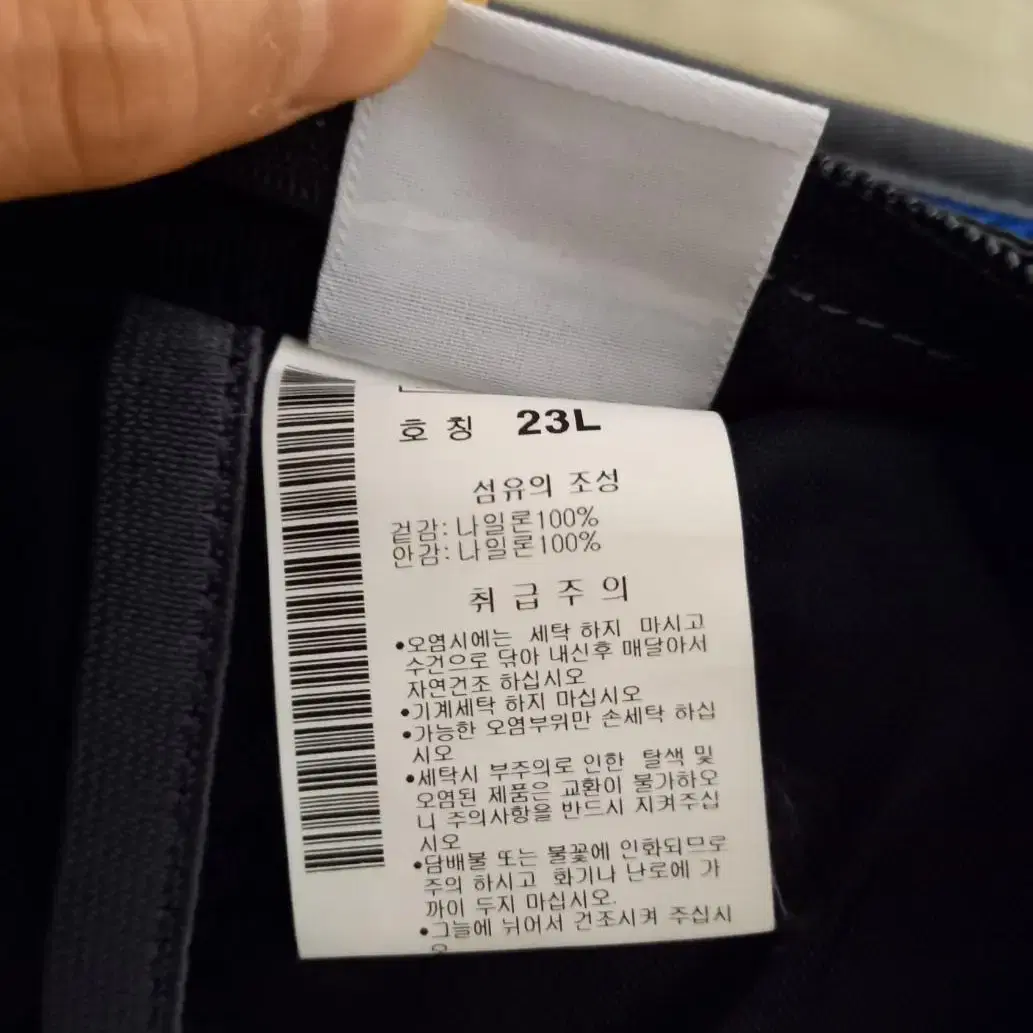 호칭 23L
섬유의 조성
겉감: 나일론100%
안감: 나일론100%
취급주의
•오염시에는 세탁 하지 마시고
수건으로 닦아 내신후 매달아서
자연건조 하십시오
•기계세탁 하지 마십시오
•가능한 오염부위만 손세탁 하십
시오
•세탁시 부주의로 인한 탈색 및
오염된 제품은 교환이 불가하오
니 주의사항을 반드시 지켜주십
시오
•담배불 또는 불꽃에 인화되므로
주의 하시고 화기나 난로에 가
까이 두지 마십시오.
•그늘에 뉘어서 건조시켜 주십시
오